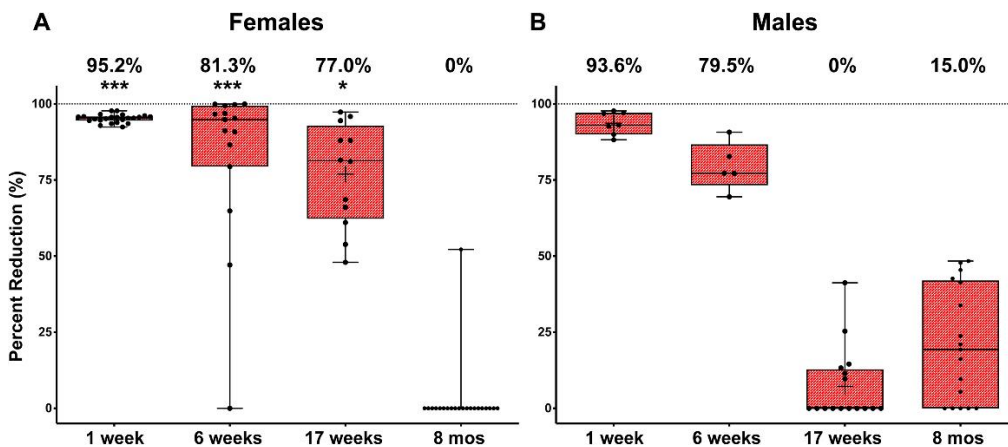 A Females
95.2% 81.3% 77.0% 0%
*** *** *
Percent Reduction (%)
100
75
50
25
0
1 week 6 weeks 17 weeks 8 mos
B Males
93.6% 79.5% 0% 15.0%
100
75
50
25
0
1 week 6 weeks 17 weeks 8 mos